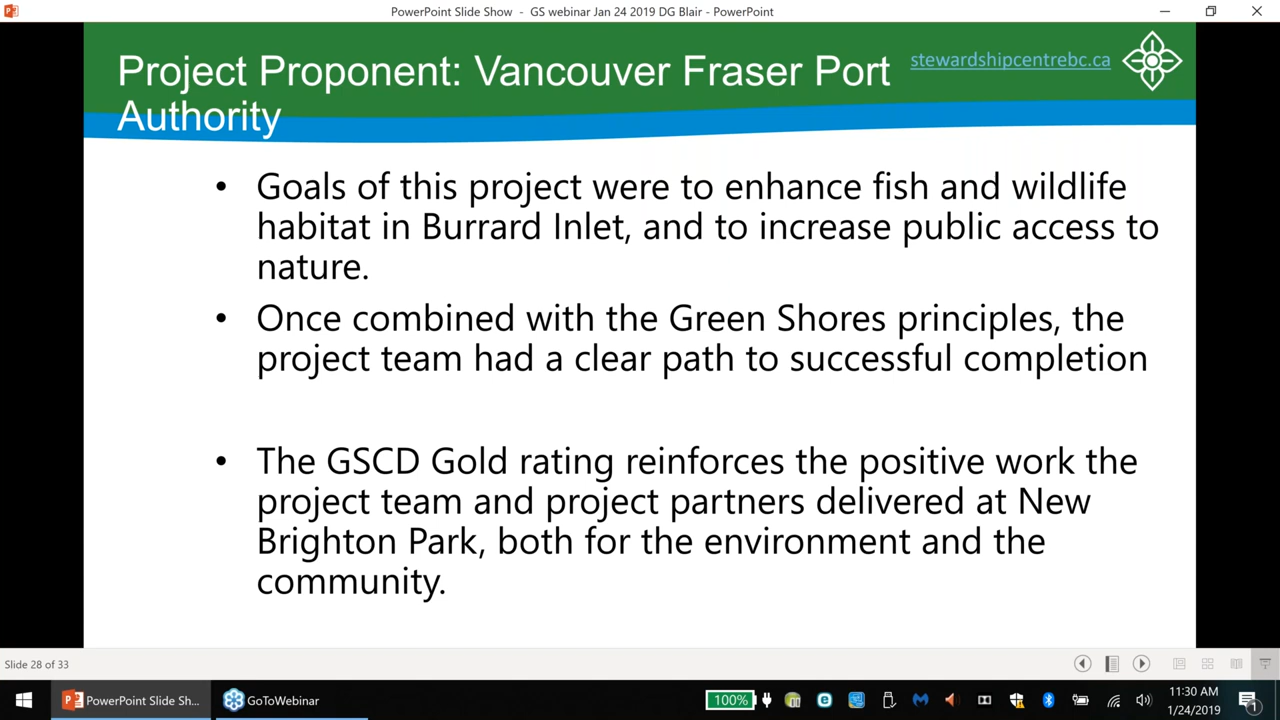 PowerPoint Slide Show - GS webinar Jan 24 2019 DG Blair - PowerPoint
Project Proponent: Vancouver Fraser Port
Authority
stewardshipcentrebc.ca
• Goals of this project were to enhance fish and wildlife
habitat in Burrard Inlet, and to increase public access to
nature.
• Once combined with the Green Shores principles, the
project team had a clear path to successful completion
• The GSCD Gold rating reinforces the positive work the
project team and project partners delivered at New
Brighton Park, both for the environment and the
community.
Slide 28 of 33
PowerPoint Slide Sh...
GoToWebinar
100%
11:30 AM
1/24/2019
1